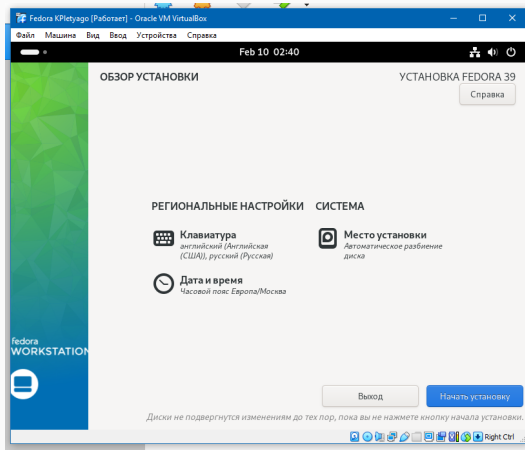 Fedora KPletyago [Работает] - Oracle VM VirtualBox
Файл Машина Вид Ввод Устройства Справка
Feb 10 02:40
ОБЗОР УСТАНОВКИ
УСТАНОВКА FEDORA 39
Справка
РЕГИОНАЛЬНЫЕ НАСТРОЙКИ
СИСТЕМА
Клавиатура
английский (Английская
(США)), русский (Русская)
Место установки
Автоматическое разбиение
диска
Дата и время
Часовой пояс Европа/Москва
fedora
WORKSTATION
Выход
Начать установку
Диски не подвергнутся изменениям до тех пор, пока вы не нажмете кнопку начала установки.
Right Ctrl